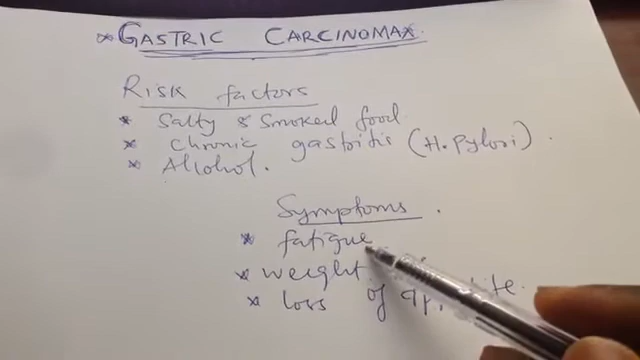 * GASTRIC CARCINOMA *
Risk factors
* Salty & Smoked food.
* Chronic gastritis (H. Pylori).
* Alcohol.
Symptoms.
* fatigue
* weight
* loss of